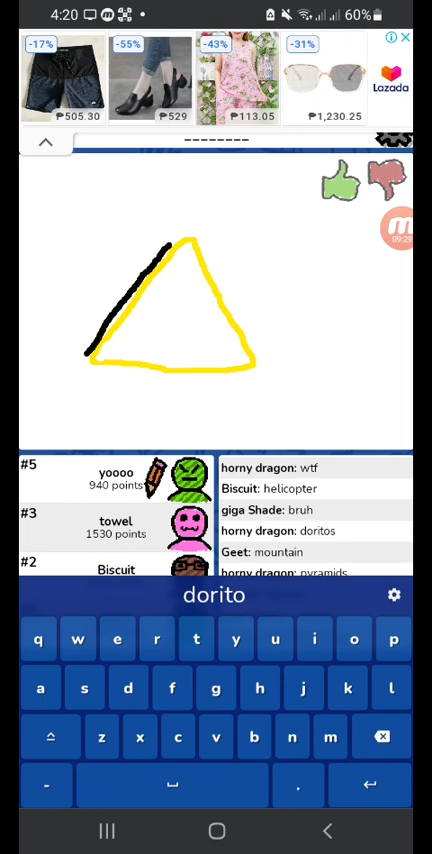 4:20
60%
-17%
-55%
-43%
-31%
₱505.30
₱529
₱113.05
₱1,230.25
Lazada
--------
09:29
#5
yoooo
940 points
#3
towel
1530 points
#2
Biscuit
horny dragon: wtf
Biscuit: helicopter
giga Shade: bruh
horny dragon: doritos
Geet: mountain
horny dragon: pyramids
dorito
q w e r t y u i o p
a s d f g h j k l
z x c v b n m
- .